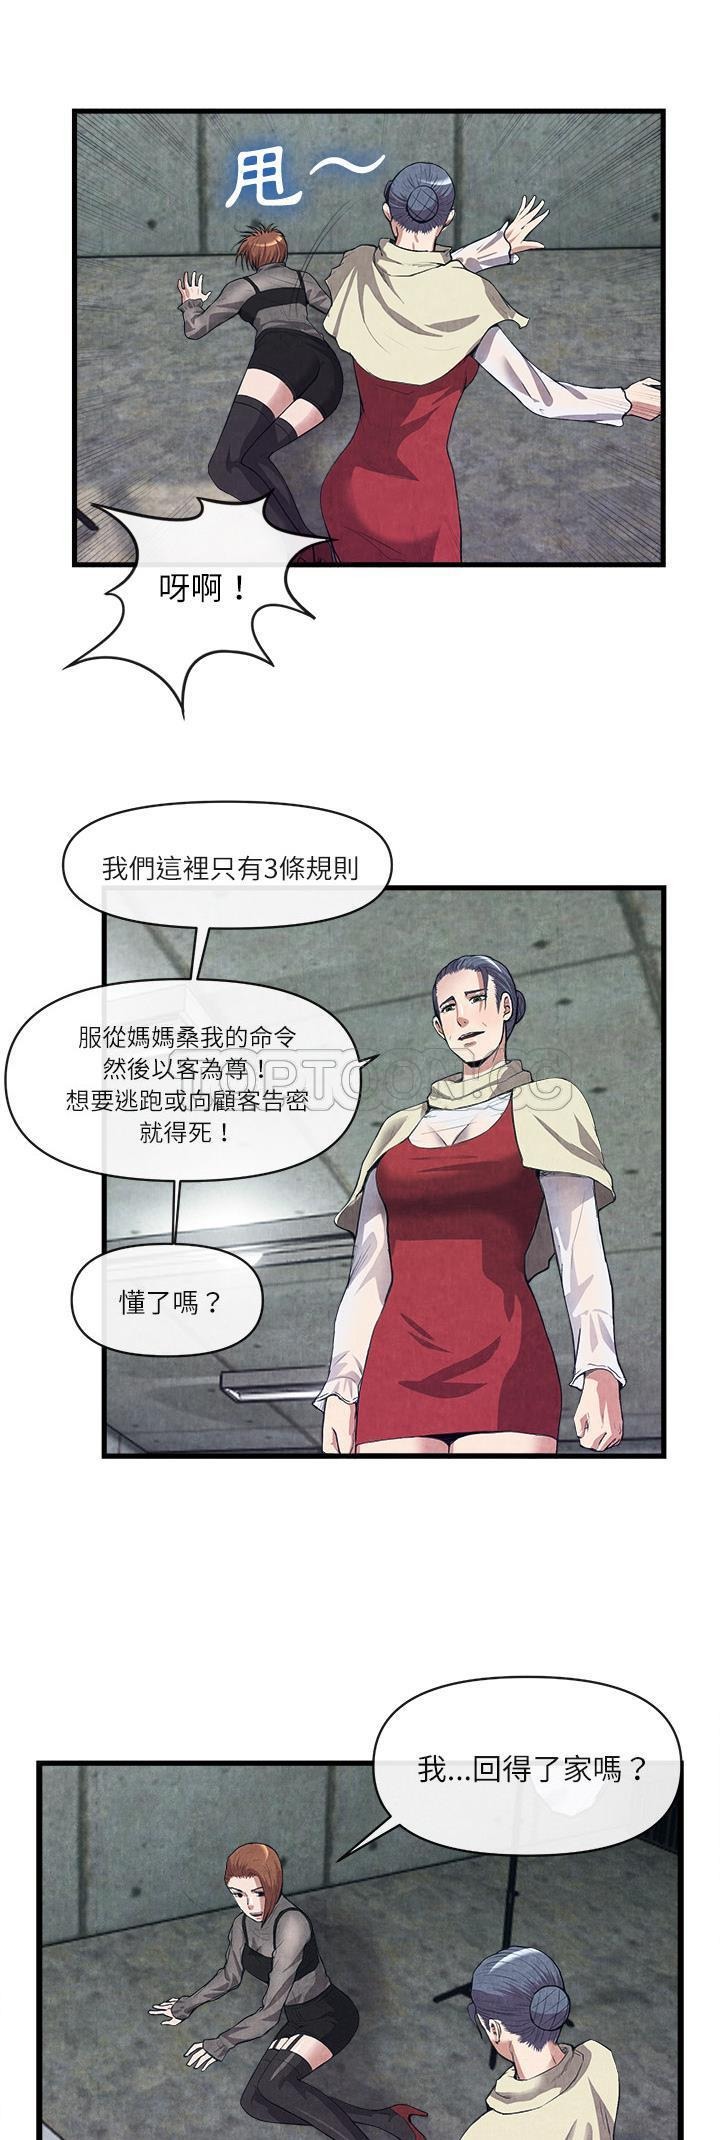 甩～
呀啊！
我們這裡只有3條規則
服從媽媽桑我的命令
然後以客為尊！
想要逃跑或向顧客告密
就得死！
TOPTOON.CC
懂了嗎？
我...回得了家嗎？